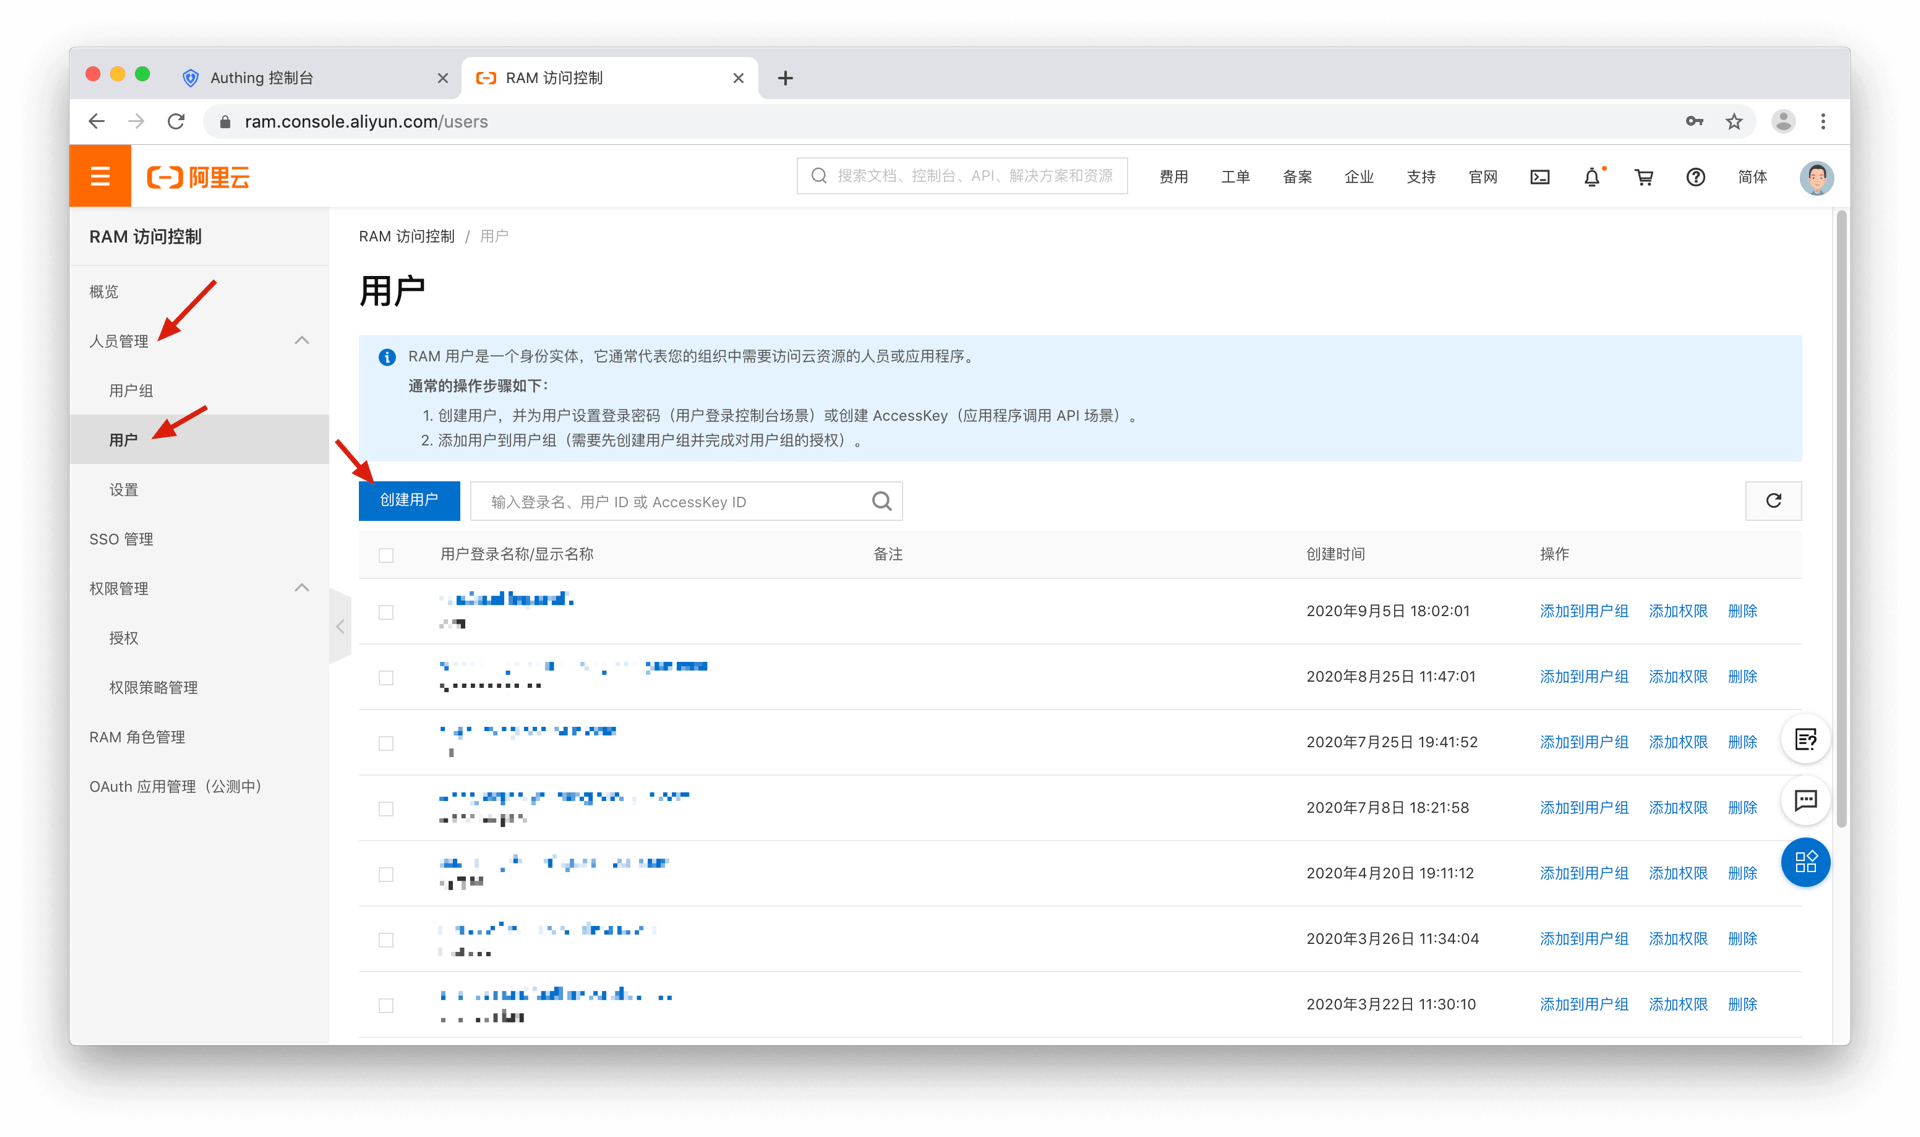 Authing 控制台
RAM 访问控制
ram.console.aliyun.com/users
阿里云
搜索文档、控制台、API、解决方案和资源
费用
工单
备案
企业
支持
官网
简体
RAM 访问控制
概览
人员管理
用户组
用户
设置
SSO 管理
权限管理
授权
权限策略管理
RAM 角色管理
OAuth 应用管理（公测中）
RAM 访问控制 / 用户
用户
RAM 用户是一个身份实体，它通常代表您的组织中需要访问云资源的人员或应用程序。
通常的操作步骤如下：
1. 创建用户，并为用户设置登录密码（用户登录控制台场景）或创建 AccessKey（应用程序调用 API 场景）。
2. 添加用户到用户组（需要先创建用户组并完成对用户组的授权）。
创建用户
输入登录名、用户 ID 或 AccessKey ID
用户登录名称/显示名称 备注 创建时间 操作
2020年9月5日 18:02:01 添加到用户组 添加权限 删除
2020年8月25日 11:47:01 添加到用户组 添加权限 删除
2020年7月25日 19:41:52 添加到用户组 添加权限 删除
2020年7月8日 18:21:58 添加到用户组 添加权限 删除
2020年4月20日 19:11:12 添加到用户组 添加权限 删除
2020年3月26日 11:34:04 添加到用户组 添加权限 删除
2020年3月22日 11:30:10 添加到用户组 添加权限 删除